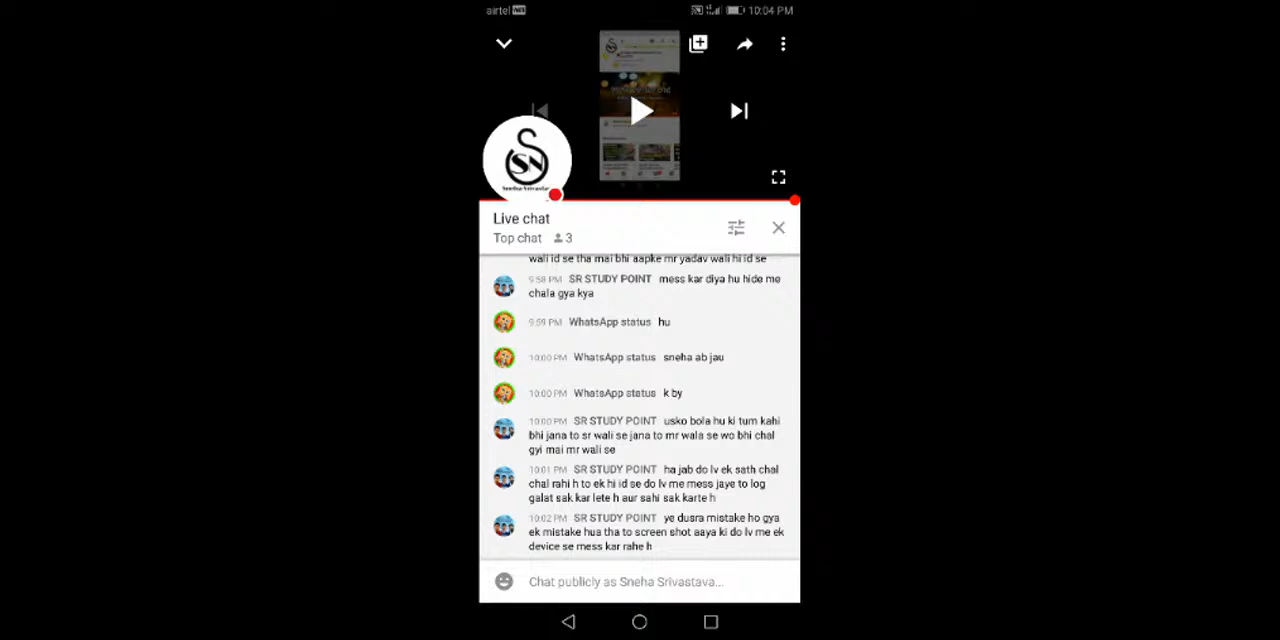 airtel
10:04 PM
SN
Sneha Srivastav
Live chat
Top chat 3
wali id se tha mai bhi aapke mr yadav wali hi id se
9:58 PM SR STUDY POINT mess kar diya hu hide me
chala gya kya
9:59 PM WhatsApp status hu
10:00 PM WhatsApp status sneha ab jau
10:00 PM WhatsApp status k by
10:00 PM SR STUDY POINT usko bola hu ki tum kahi
bhi jana to sr wali se jana to mr wala se wo bhi chal
gyi mai mr wali se
10:01 PM SR STUDY POINT ha jab do lv ek sath chal
chal rahi h to ek hi id se do lv me mess jaye to log
galat sak kar lete h aur sahi sak karte h
10:02 PM SR STUDY POINT ye dusra mistake ho gya
ek mistake hua tha to screen shot aaya ki do lv me ek
device se mess kar rahe h
Chat publicly as Sneha Srivastava...